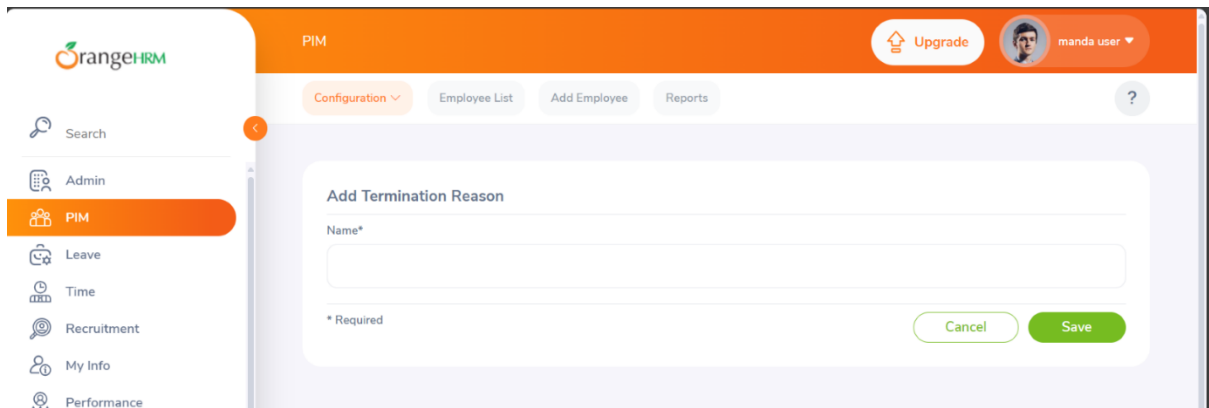 OrangeHRM
PIM
Upgrade
manda user
Configuration
Employee List
Add Employee
Reports
?
Search
Admin
PIM
Leave
Time
Recruitment
My Info
Performance
Add Termination Reason
Name*
* Required
Cancel
Save